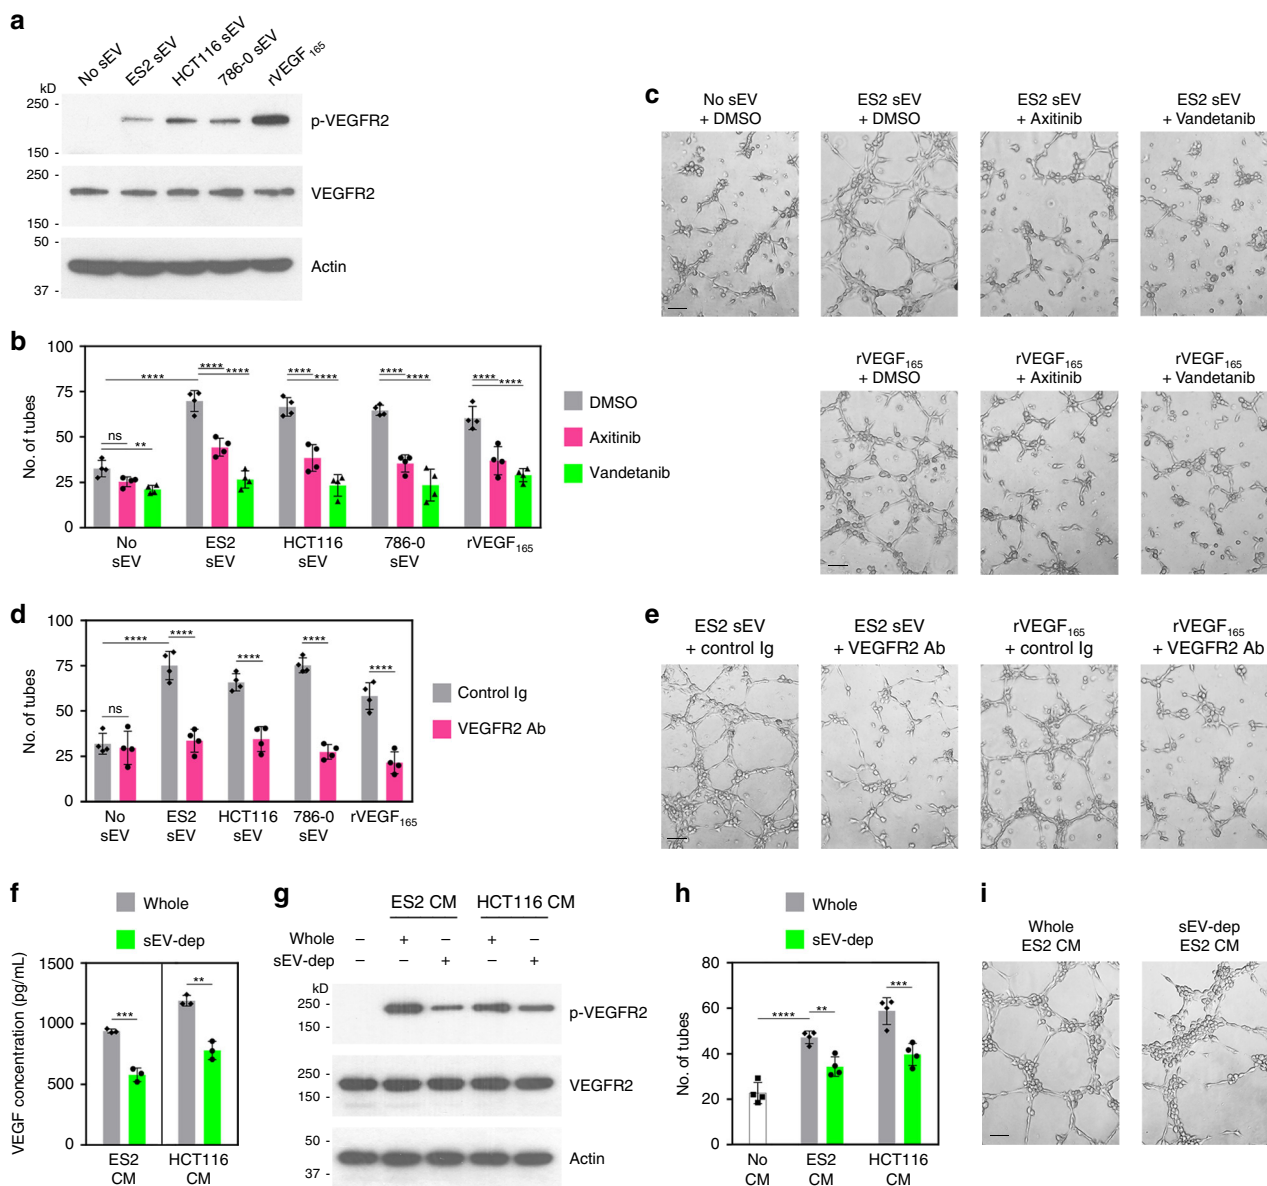 a
No sEV
ES2 sEV
HCT116 sEV
786-0 sEV
rVEGF165
kD
250 -
150 -
p-VEGFR2
250 -
150 -
VEGFR2
50 -
37 -
Actin
b
No. of tubes
100
75
50
25
0
ns
**
****
****
****
****
****
****
****
****
****
No
sEV
ES2
sEV
HCT116
sEV
786-0
sEV
rVEGF165
DMSO
Axitinib
Vandetanib
c
No sEV
+ DMSO
ES2 sEV
+ DMSO
ES2 sEV
+ Axitinib
ES2 sEV
+ Vandetanib
rVEGF165
+ DMSO
rVEGF165
+ Axitinib
rVEGF165
+ Vandetanib
d
No. of tubes
100
75
50
25
0
ns
****
****
****
****
****
No
sEV
ES2
sEV
HCT116
sEV
786-0
sEV
rVEGF165
Control Ig
VEGFR2 Ab
e
ES2 sEV
+ control Ig
ES2 sEV
+ VEGFR2 Ab
rVEGF165
+ control Ig
rVEGF165
+ VEGFR2 Ab
f
Whole
sEV-dep
VEGF concentration (pg/mL)
1500
1000
500
0
***
**
ES2
CM
HCT116
CM
g
ES2 CM
HCT116 CM
Whole – + – + –
sEV-dep – – + – +
kD
250 -
150 -
p-VEGFR2
250 -
150 -
VEGFR2
50 -
37 -
Actin
h
Whole
sEV-dep
No. of tubes
80
60
40
20
0
****
**
***
No
CM
ES2
CM
HCT116
CM
i
Whole
ES2 CM
sEV-dep
ES2 CM